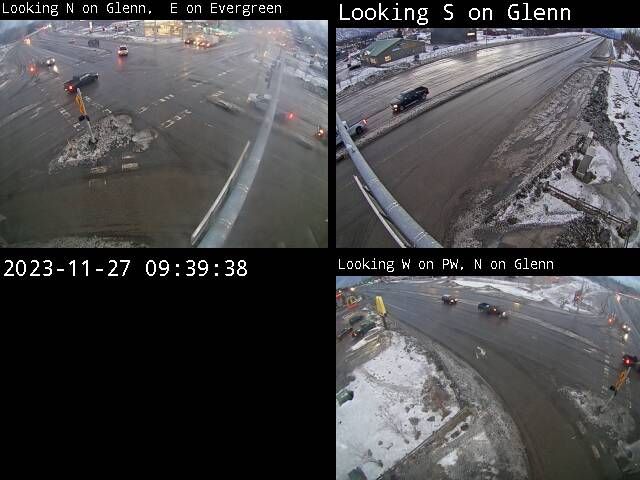 Looking N on Glenn,  E on Evergreen
Looking S on Glenn
2023-11-27 09:39:38
Looking W on PW, N on Glenn